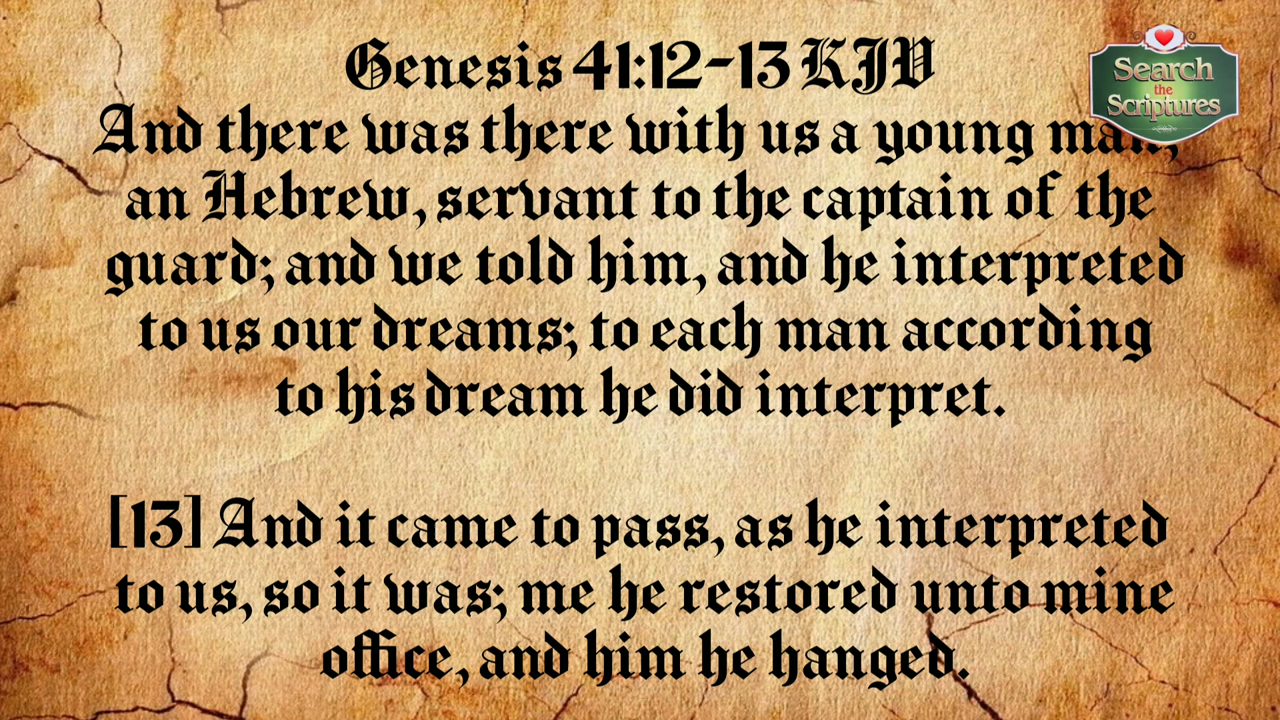 Genesis 41:12-13 KJV
And there was there with us a young man,
an Hebrew, servant to the captain of the
guard; and we told him, and he interpreted
to us our dreams; to each man according
to his dream he did interpret.
[13] And it came to pass, as he interpreted
to us, so it was; me he restored unto mine
office, and him he hanged.
Search
the
Scriptures